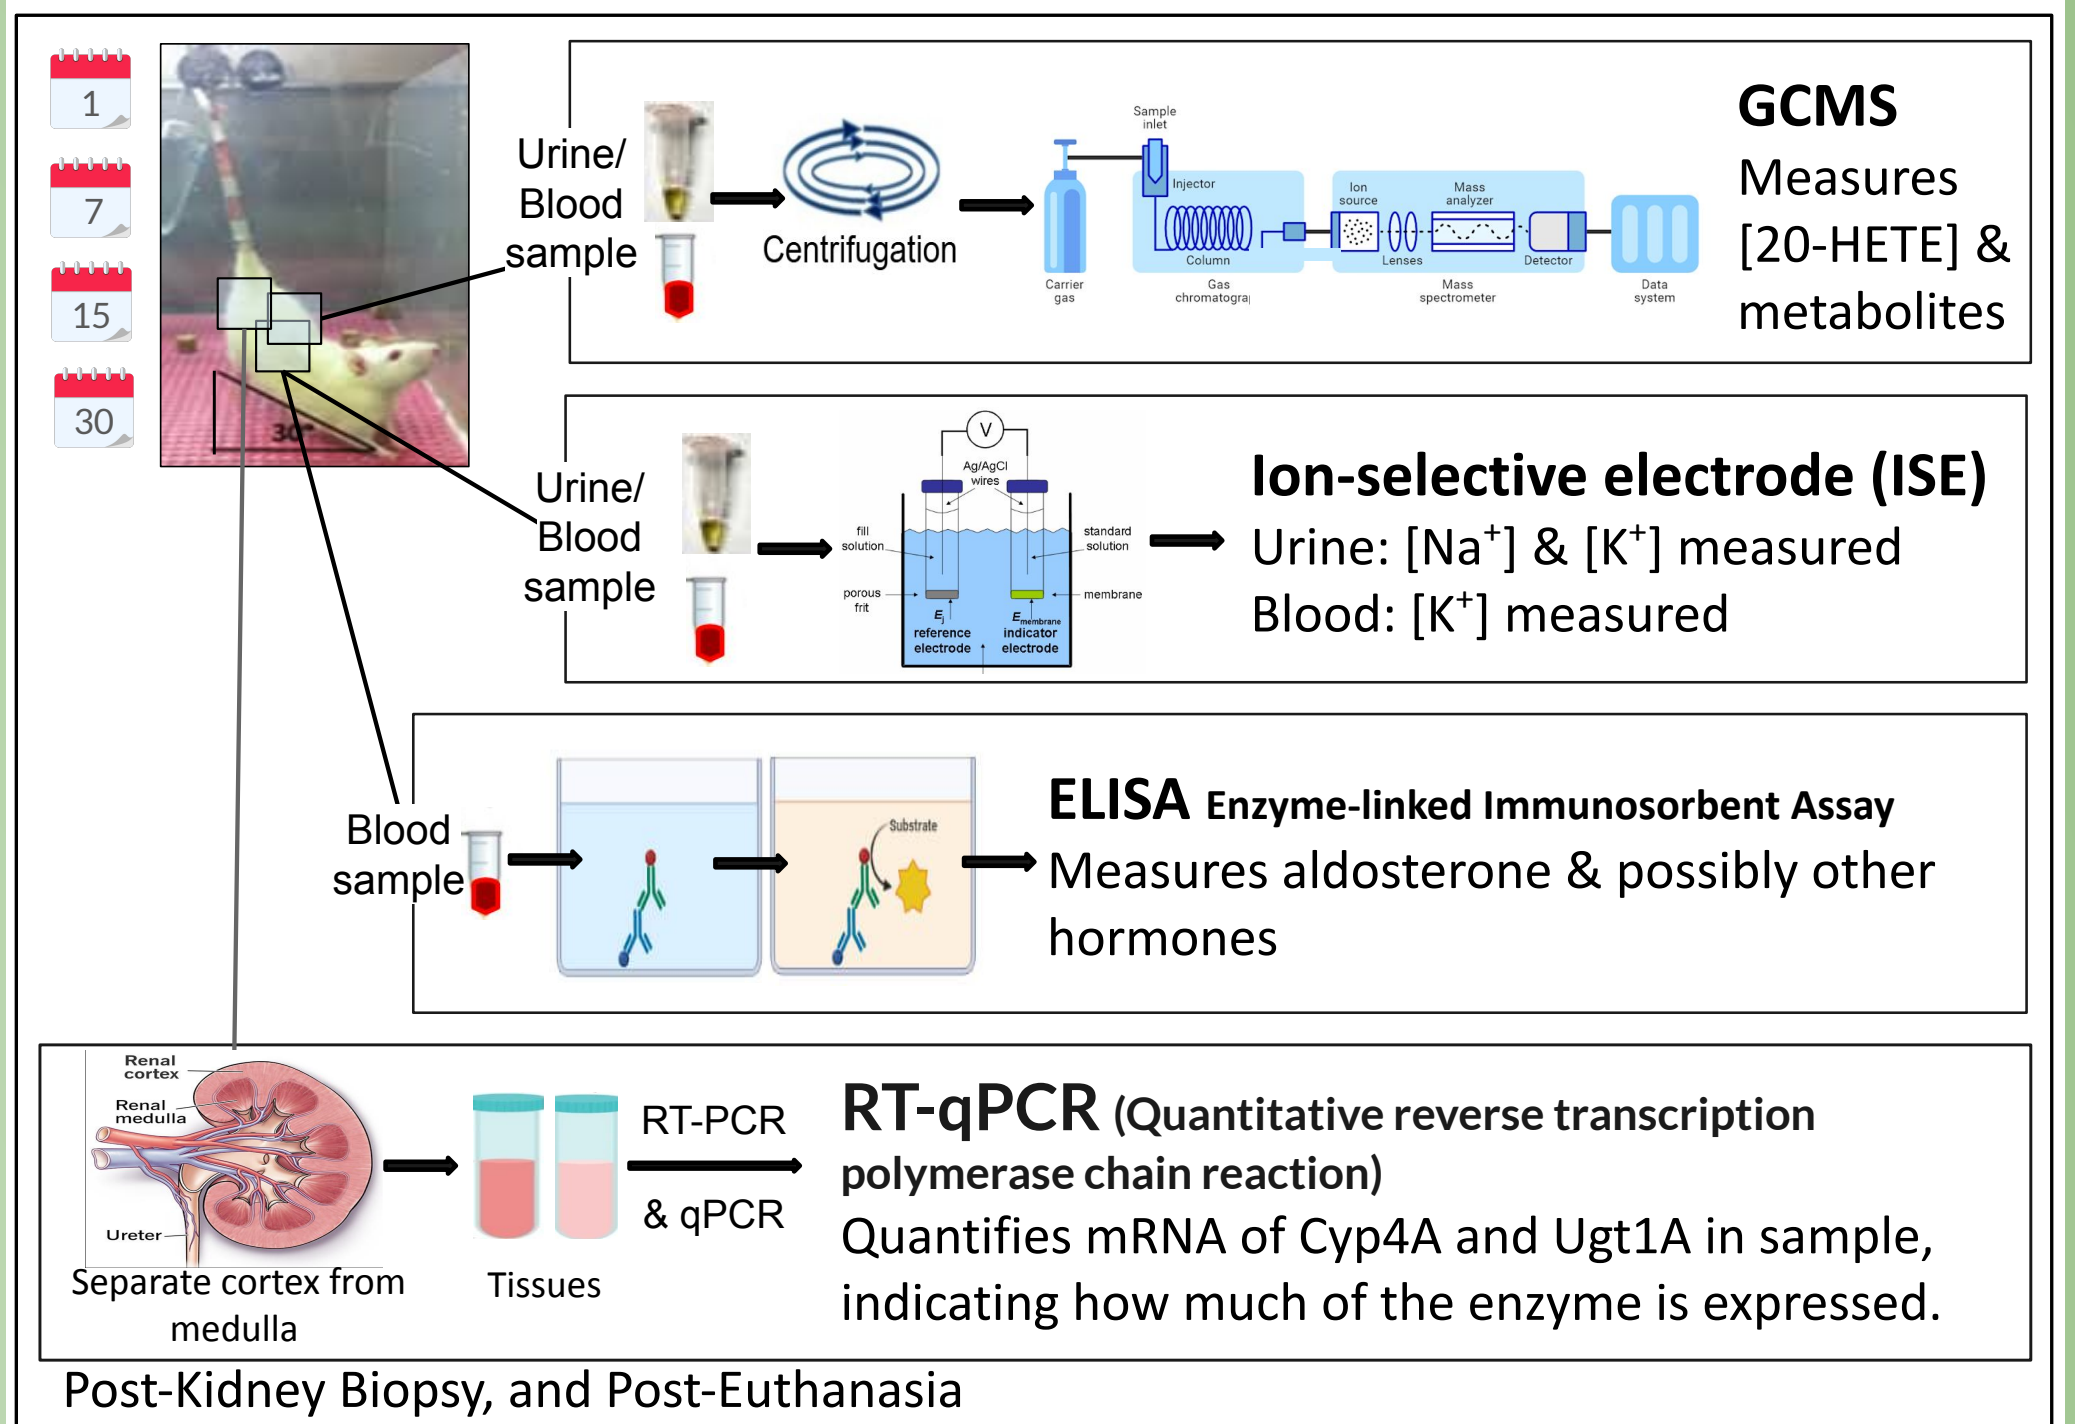 1
7
15
30
30°
Urine/
Blood
sample
Centrifugation
Sample
inlet
Injector
Column
Carrier
gas
Gas
chromatogra
Ion
source
Mass
analyzer
Lenses
Detector
Mass
spectrometer
Data
system
GCMS
Measures
[20-HETE] &
metabolites
Urine/
Blood
sample
V
Ag/AgCl
wires
fill
solution
standard
solution
porous
frit
membrane
Ej
reference
electrode
Emembrane
indicator
electrode
Ion-selective electrode (ISE)
Urine: [Na⁺] & [K⁺] measured
Blood: [K⁺] measured
Blood
sample
Substrate
ELISA Enzyme-linked Immunosorbent Assay
Measures aldosterone & possibly other
hormones
Renal
cortex
Renal
medulla
Ureter
Separate cortex from
medulla
Tissues
RT-PCR
& qPCR
RT-qPCR (Quantitative reverse transcription
polymerase chain reaction)
Quantifies mRNA of Cyp4A and Ugt1A in sample,
indicating how much of the enzyme is expressed.
Post-Kidney Biopsy, and Post-Euthanasia